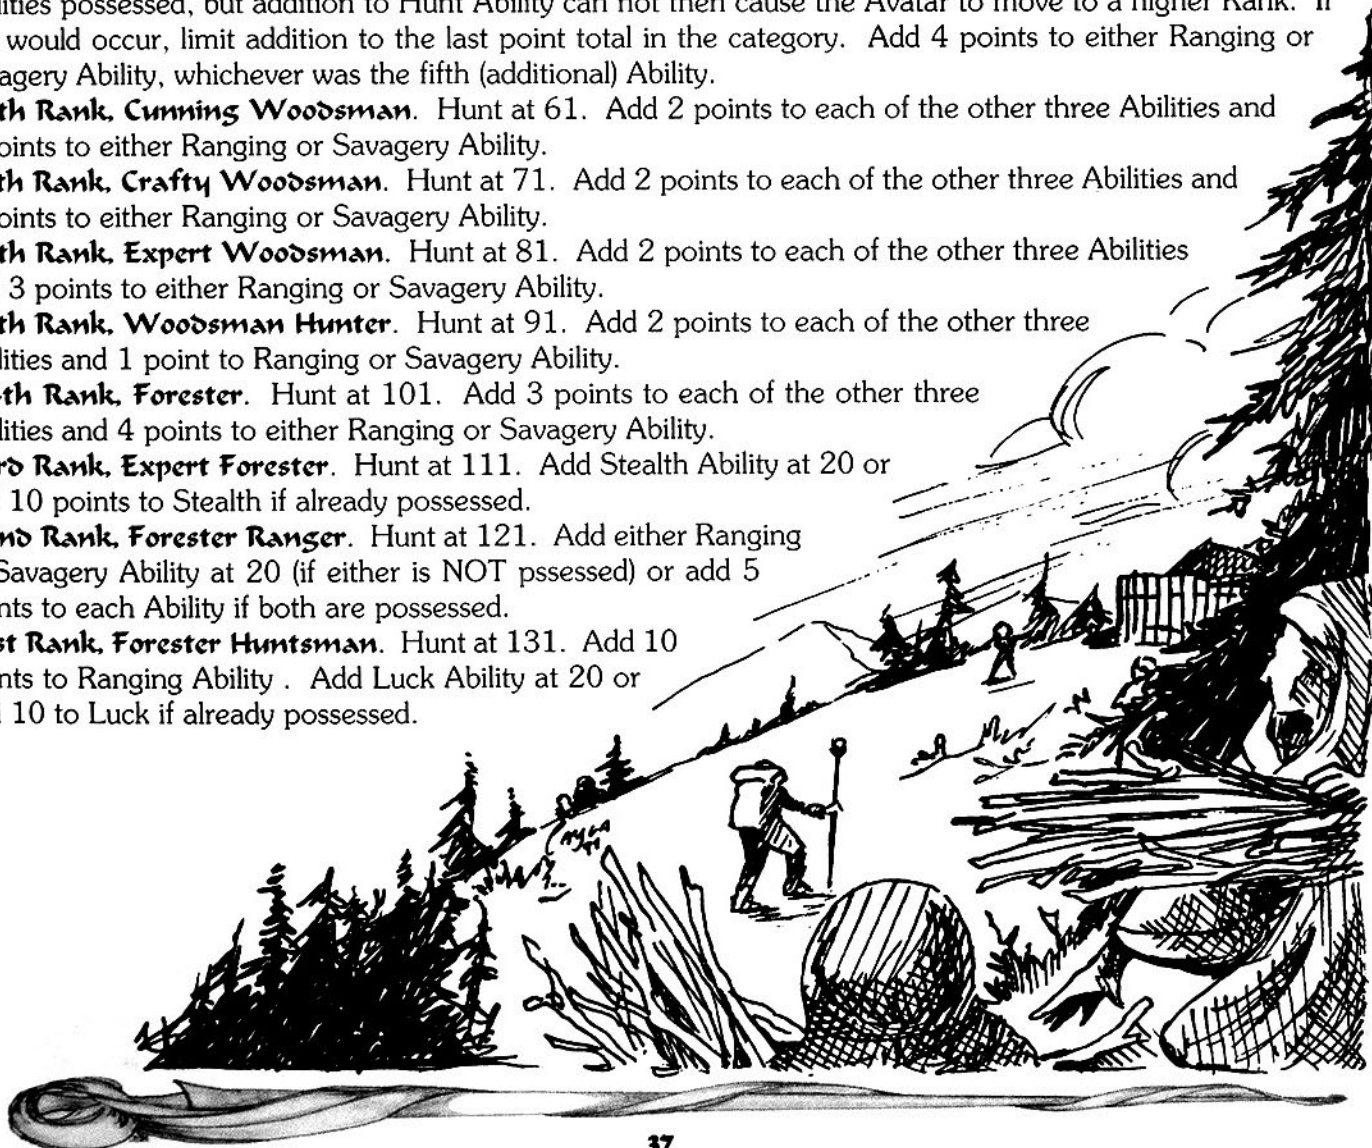 lities possessed, but addition to Hunt Ability can not then cause the Avatar to move to a higher Rank. If
would occur, limit addition to the last point total in the category. Add 4 points to either Ranging or
agery Ability, whichever was the fifth (additional) Ability.
th Rank, Cunning Woodsman. Hunt at 61. Add 2 points to each of the other three Abilities and
oints to either Ranging or Savagery Ability.
th Rank, Crafty Woodsman. Hunt at 71. Add 2 points to each of the other three Abilities and
oints to either Ranging or Savagery Ability.
th Rank, Expert Woodsman. Hunt at 81. Add 2 points to each of the other three Abilities
3 points to either Ranging or Savagery Ability.
th Rank, Woodsman Hunter. Hunt at 91. Add 2 points to each of the other three
lities and 1 point to Ranging or Savagery Ability.
th Rank, Forester. Hunt at 101. Add 3 points to each of the other three
lities and 4 points to either Ranging or Savagery Ability.
rd Rank, Expert Forester. Hunt at 111. Add Stealth Ability at 20 or
10 points to Stealth if already possessed.
nd Rank, Forester Ranger. Hunt at 121. Add either Ranging
Savagery Ability at 20 (if either is NOT pssessed) or add 5
nts to each Ability if both are possessed.
st Rank, Forester Huntsman. Hunt at 131. Add 10
nts to Ranging Ability . Add Luck Ability at 20 or
10 to Luck if already possessed.
37